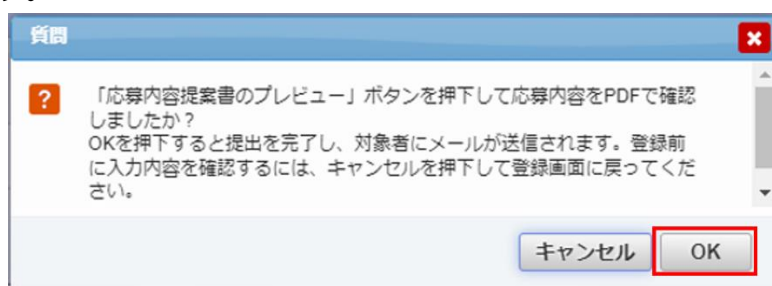 質問
「応募内容提案書のプレビュー」ボタンを押下して応募内容をPDFで確認
しましたか？
OKを押下すると提出を完了し、対象者にメールが送信されます。登録前
に入力内容を確認するには、キャンセルを押下して登録画面に戻ってくだ
さい。
キャンセル OK